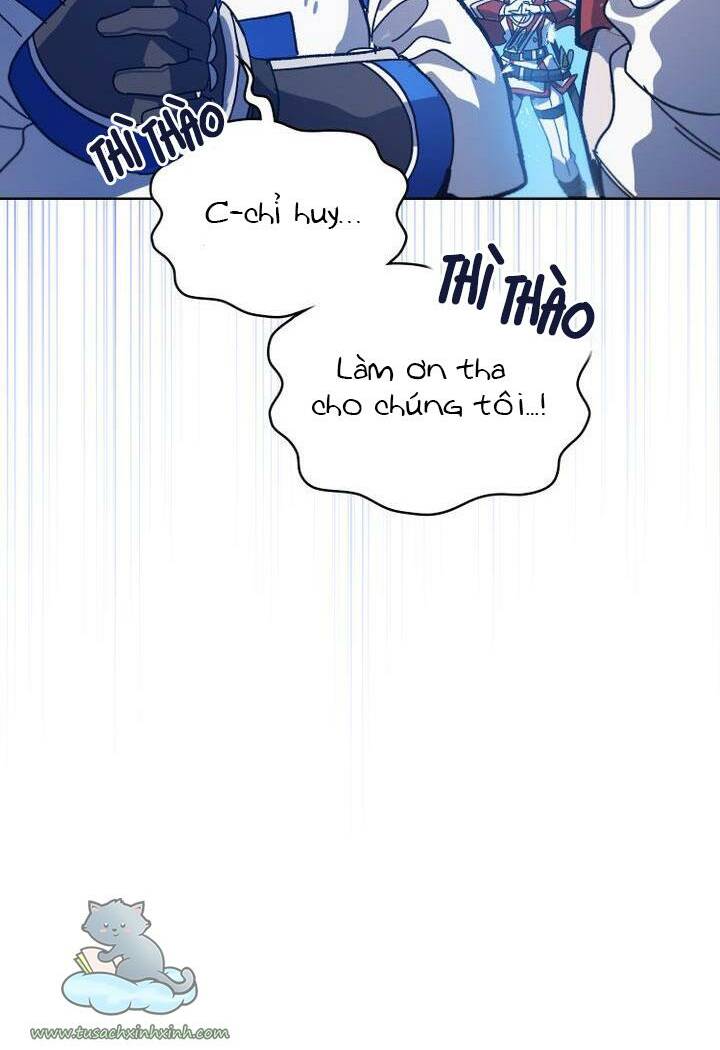 THÌ THÀO
C-chỉ huy...
THÌ THÀO
Làm ơn tha
cho chúng tôi...!
www.tusachxinhxinh.com